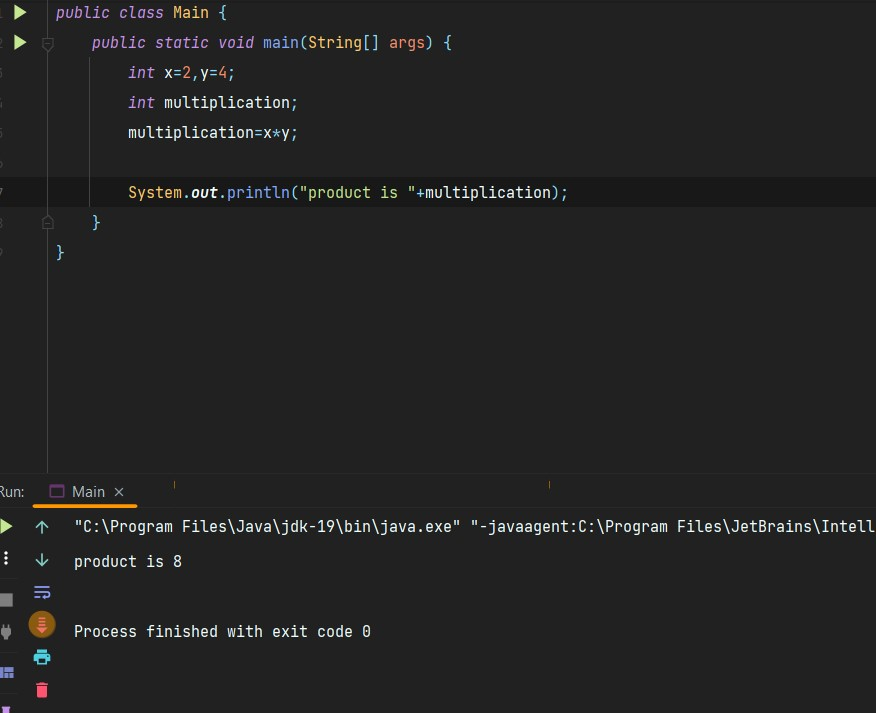 public class Main {
public static void main(String[] args) {
int x=2,y=4;
int multiplication;
multiplication=x*y;
System.out.println("product is "+multiplication);
}
}
Run: Main ×
"C:\Program Files\Java\jdk-19\bin\java.exe" "-javaagent:C:\Program Files\JetBrains\Intell
product is 8
Process finished with exit code 0